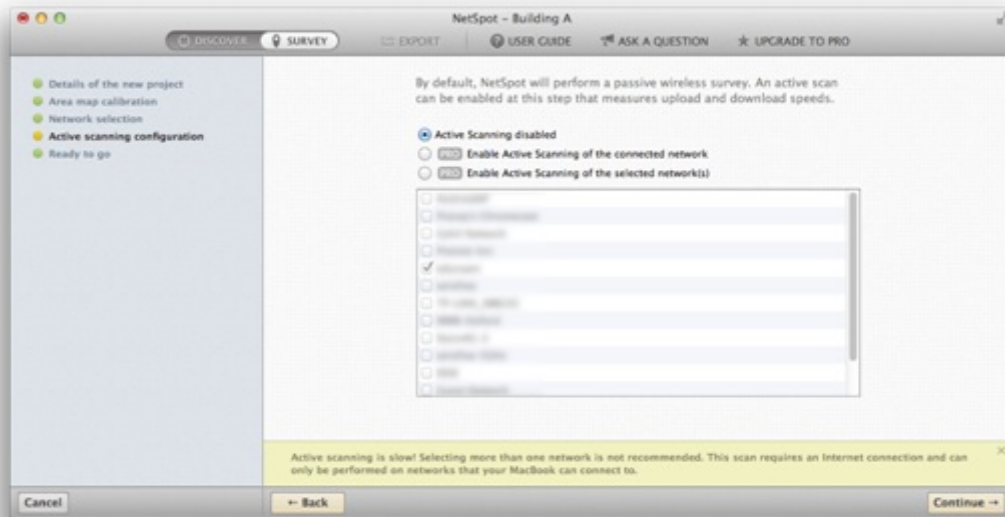 NetSpot - Building A
DISCOVER SURVEY EXPORT USER GUIDE ASK A QUESTION UPGRADE TO PRO
Details of the new project
Area map calibration
Network selection
Active scanning configuration
Ready to go
By default, NetSpot will perform a passive wireless survey. An active scan
can be enabled at this step that measures upload and download speeds.
Active Scanning disabled
PRO Enable Active Scanning of the connected network
PRO Enable Active Scanning of the selected network(s)
Active scanning is slow! Selecting more than one network is not recommended. This scan requires an Internet connection and can
only be performed on networks that your MacBook can connect to.
Cancel ← Back Continue →